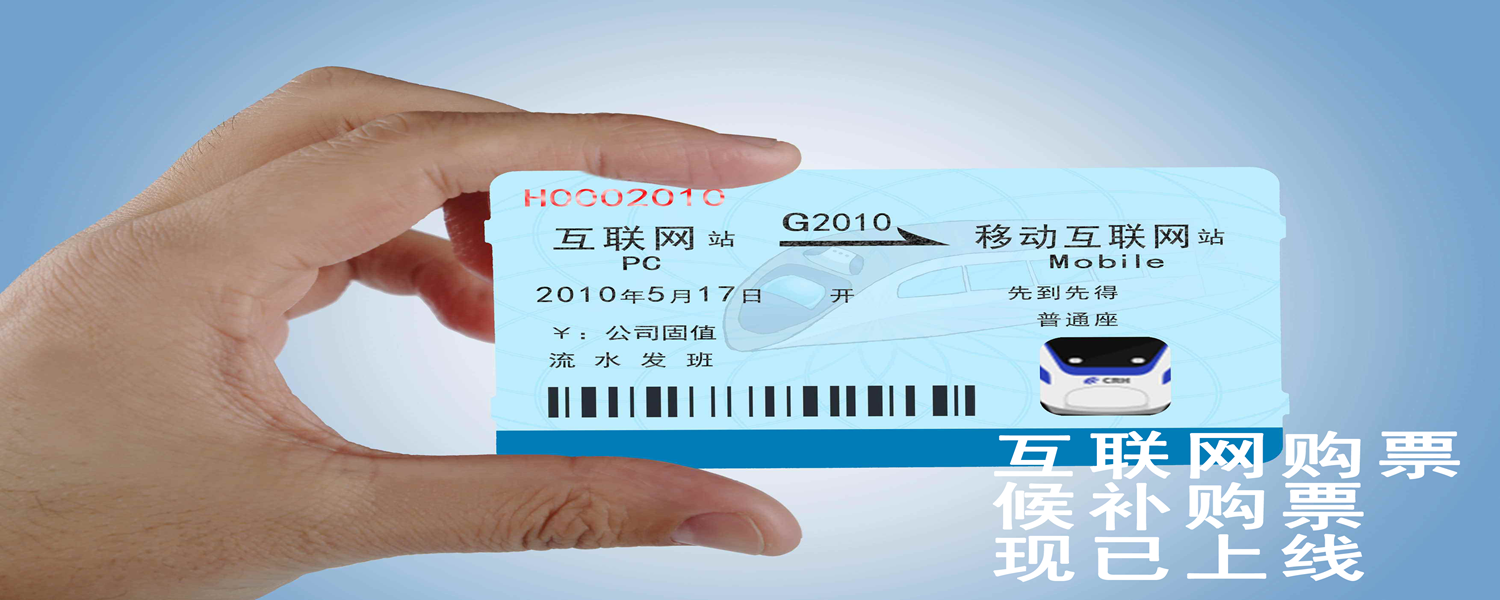 H0002010
互联网站 G2010 移动互联网站
PC Mobile
2010年5月17日 开 先到先得
普通座
￥：公司固值
流水发班
CRH
互联网购票
候补购票
现已上线